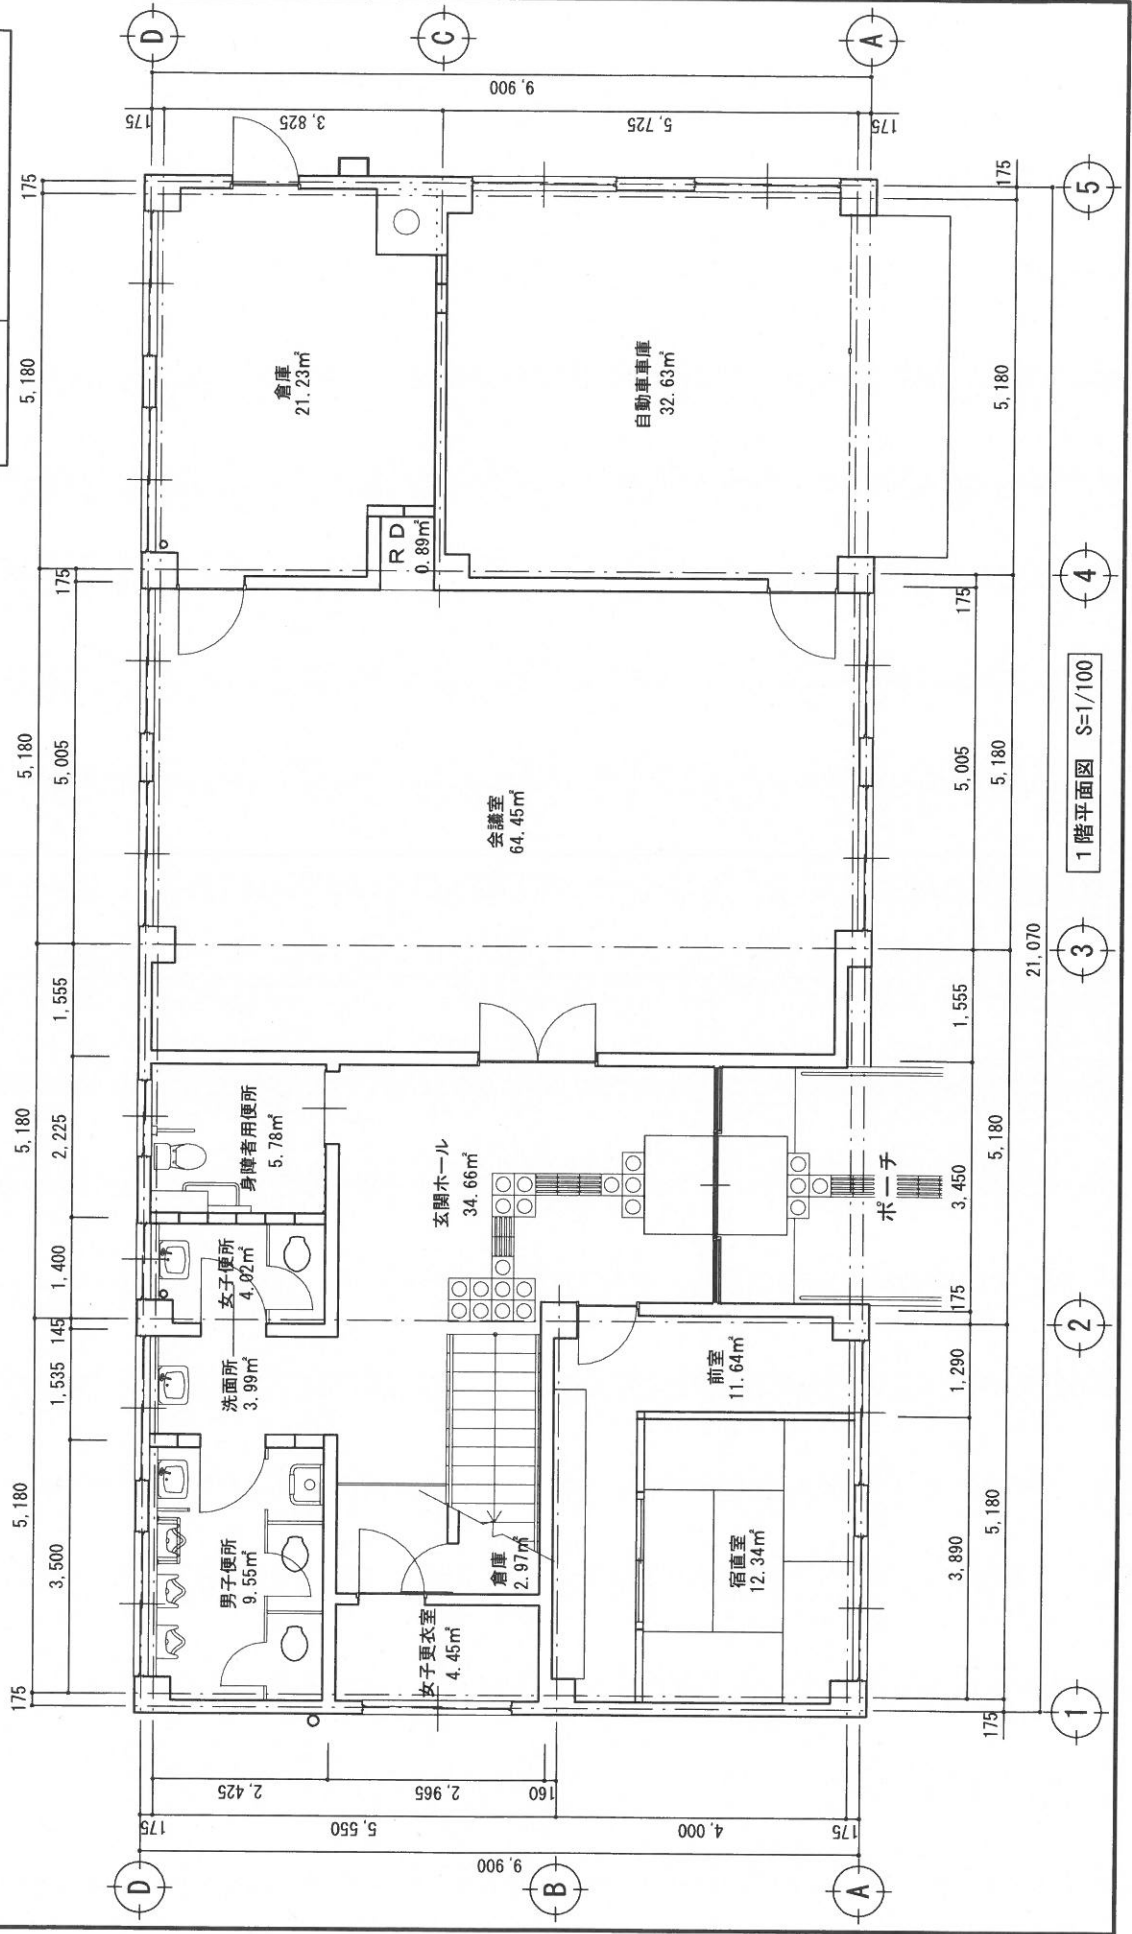 175
5,180
5,180
5,180
5,180
175
3,500
1,535
145
1,400
2,225
1,555
5,005
175
D
175
2,425
2,965
160
175
5,550
4,000
175
9,900
D
B
A
男子便所
9.55㎡
洗面所
3.99㎡
女子便所
4.02㎡
身障者用便所
5.78㎡
女子更衣室
4.45㎡
倉庫
2.97㎡
玄関ホール
34.66㎡
会議室
64.45㎡
倉庫
21.23㎡
RD
0.89㎡
自動車車庫
32.63㎡
宿直室
12.34㎡
前室
11.64㎡
ポーチ
175
3,825
5,725
175
9,900
C
A
3,890
1,290
175
3,450
1,555
5,005
175
175
5,180
5,180
5,180
5,180
175
21,070
1
2
3
4
5
1階平面図 S=1/100